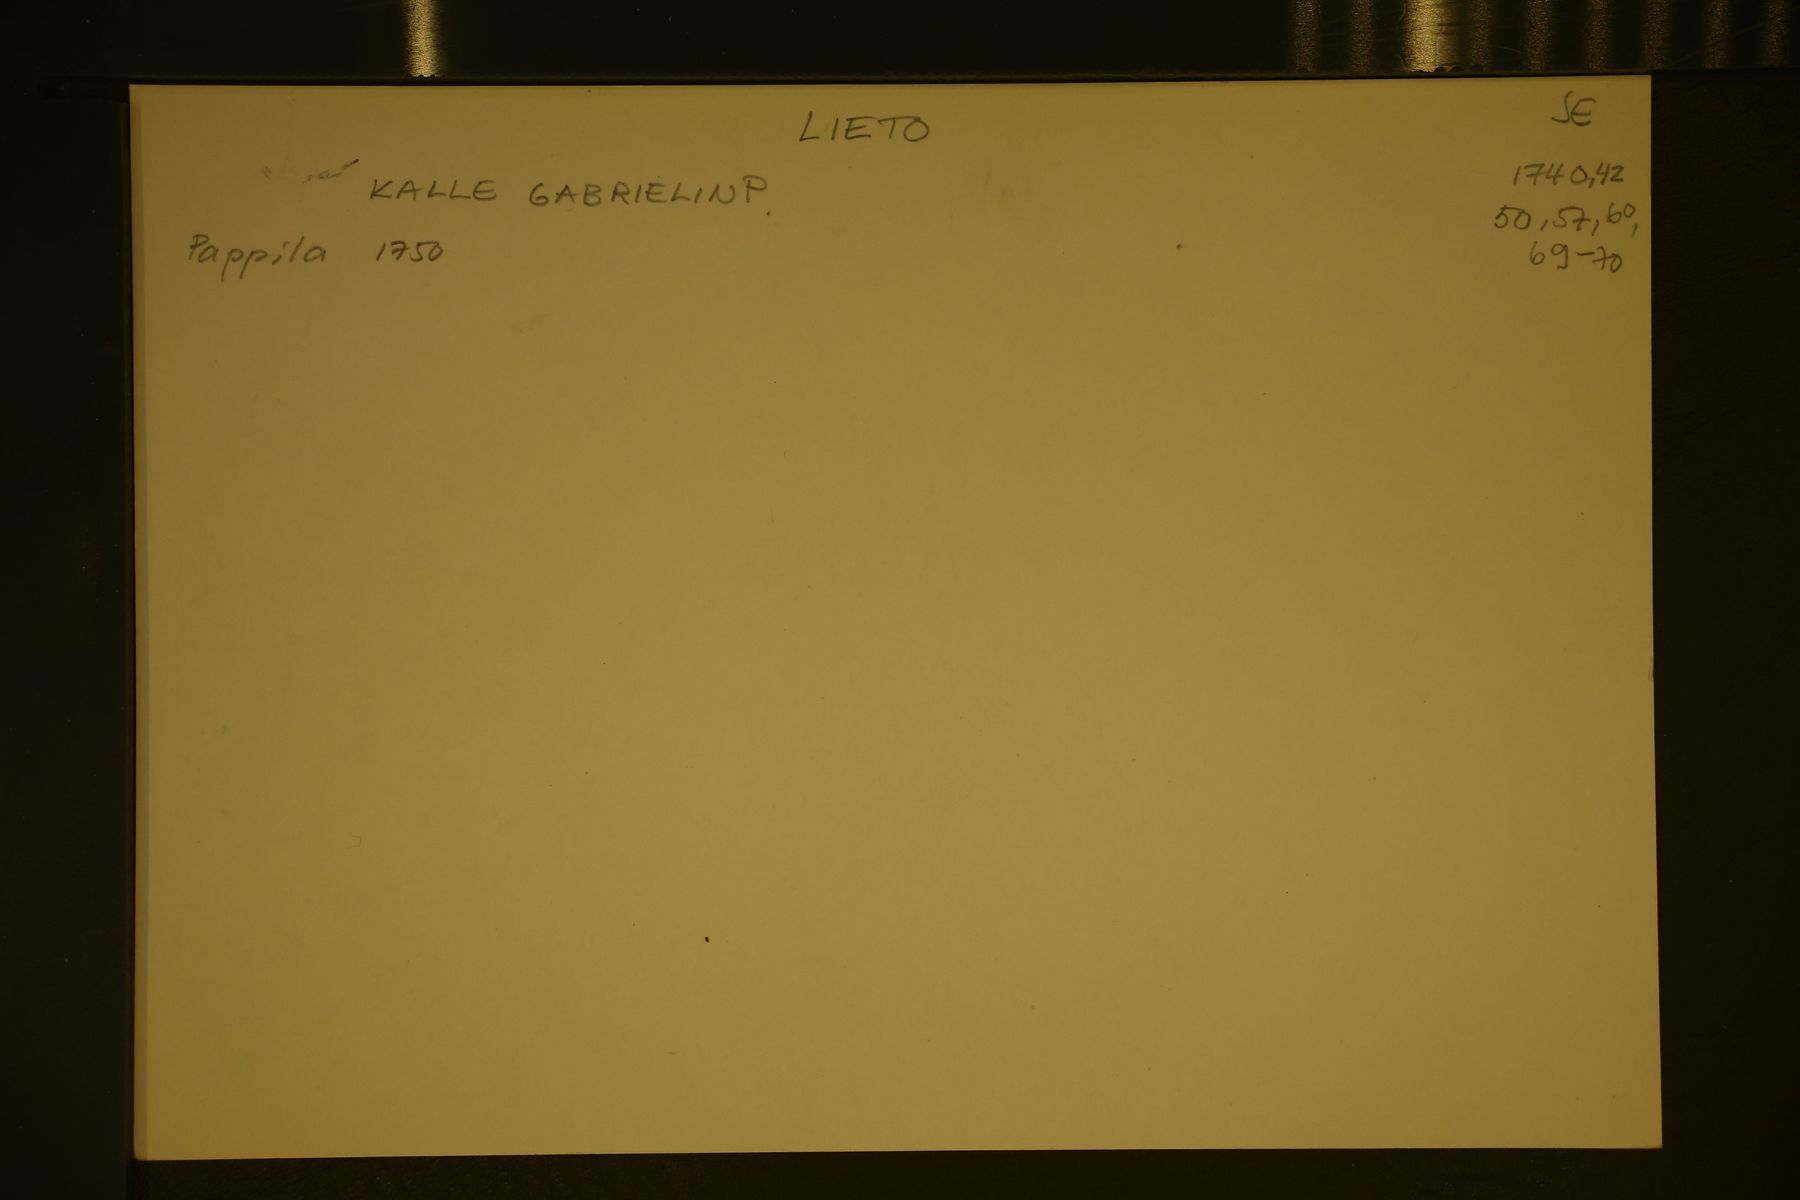 LIETO
SE
KALLE GABRIELINP.
1740,42
50,57,60,
69-70
Pappila 1750